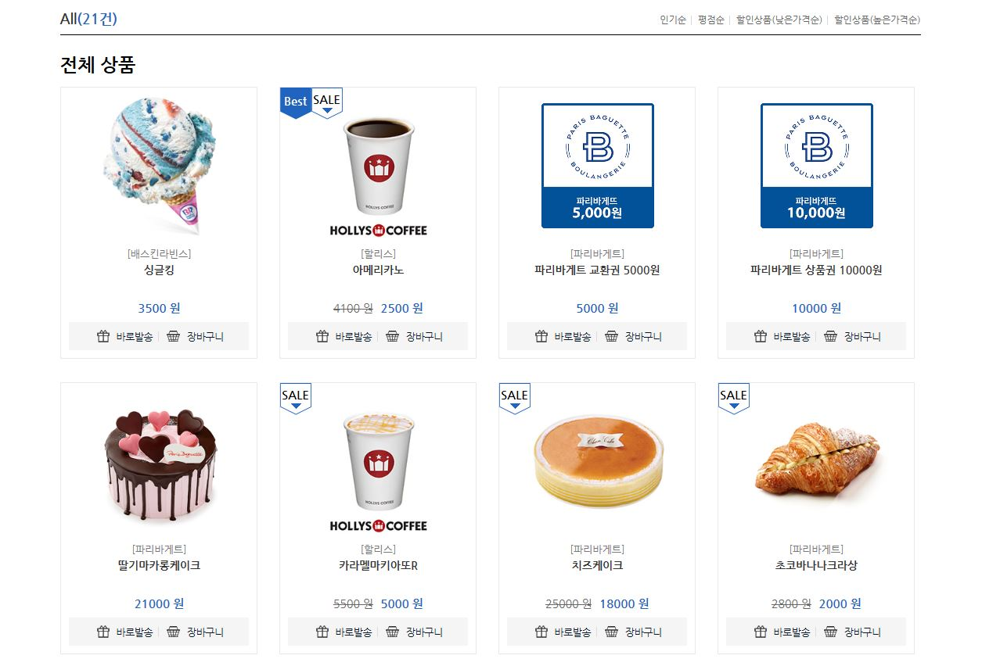 All(21건)
인기순 평점순 할인상품(낮은가격순) 할인상품(높은가격순)
전체 상품
BR
[배스킨라빈스]
싱글킹
3500 원
바로발송 장바구니
Best SALE
HOLLYS COFFEE
HOLLYS COFFEE
[할리스]
아메리카노
4100 원 2500 원
바로발송 장바구니
PARIS BAGUETTE
B
BOULANGERIE
파리바게뜨
5,000원
[파리바게트]
파리바게트 교환권 5000원
5000 원
바로발송 장바구니
PARIS BAGUETTE
B
BOULANGERIE
파리바게뜨
10,000원
[파리바게트]
파리바게트 상품권 10000원
10000 원
바로발송 장바구니
Paris Baguette
[파리바게트]
딸기마카롱케이크
21000 원
바로발송 장바구니
SALE
HOLLYS COFFEE
HOLLYS COFFEE
[할리스]
카라멜마키아또R
5500 원 5000 원
바로발송 장바구니
SALE
[파리바게트]
치즈케이크
25000 원 18000 원
바로발송 장바구니
SALE
[파리바게트]
초코바나나크라상
2800 원 2000 원
바로발송 장바구니